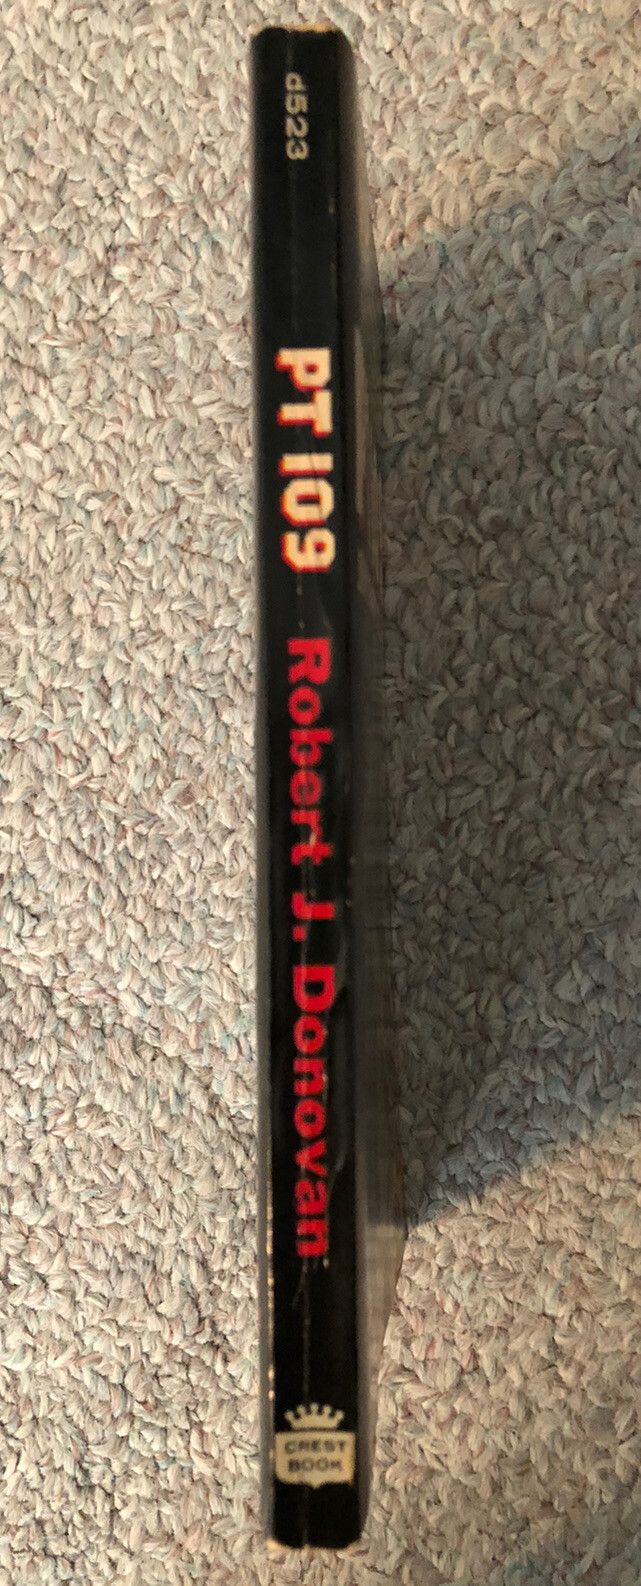 d523
PT 109 Robert J. Donovan
CREST
BOOK